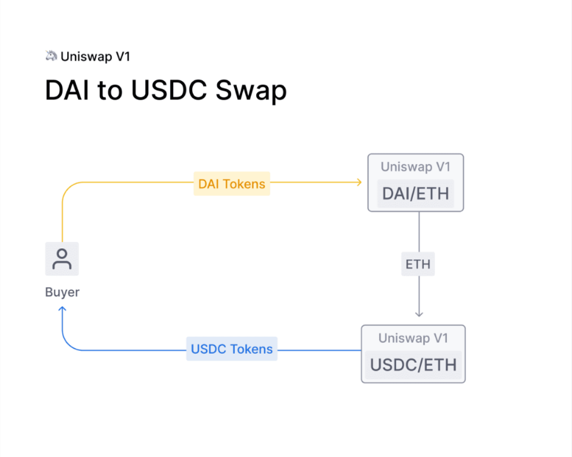 Uniswap V1
DAI to USDC Swap
Uniswap V1
DAI/ETH
DAI Tokens
ETH
Buyer
Uniswap V1
USDC/ETH
USDC Tokens